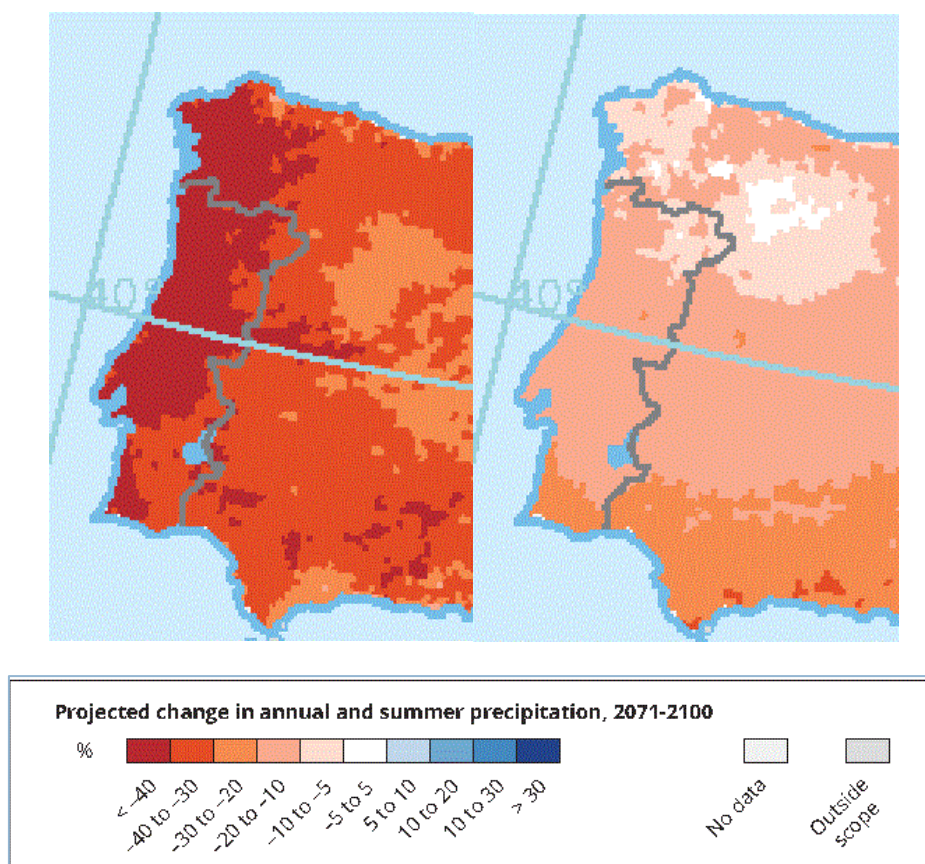 40°
40°
Projected change in annual and summer precipitation, 2071-2100
%
< –40
–40 to –30
–30 to –20
–20 to –10
–10 to –5
-5 to 5
5 to 10
10 to 20
10 to 30
> 30
No data
Outside
scope